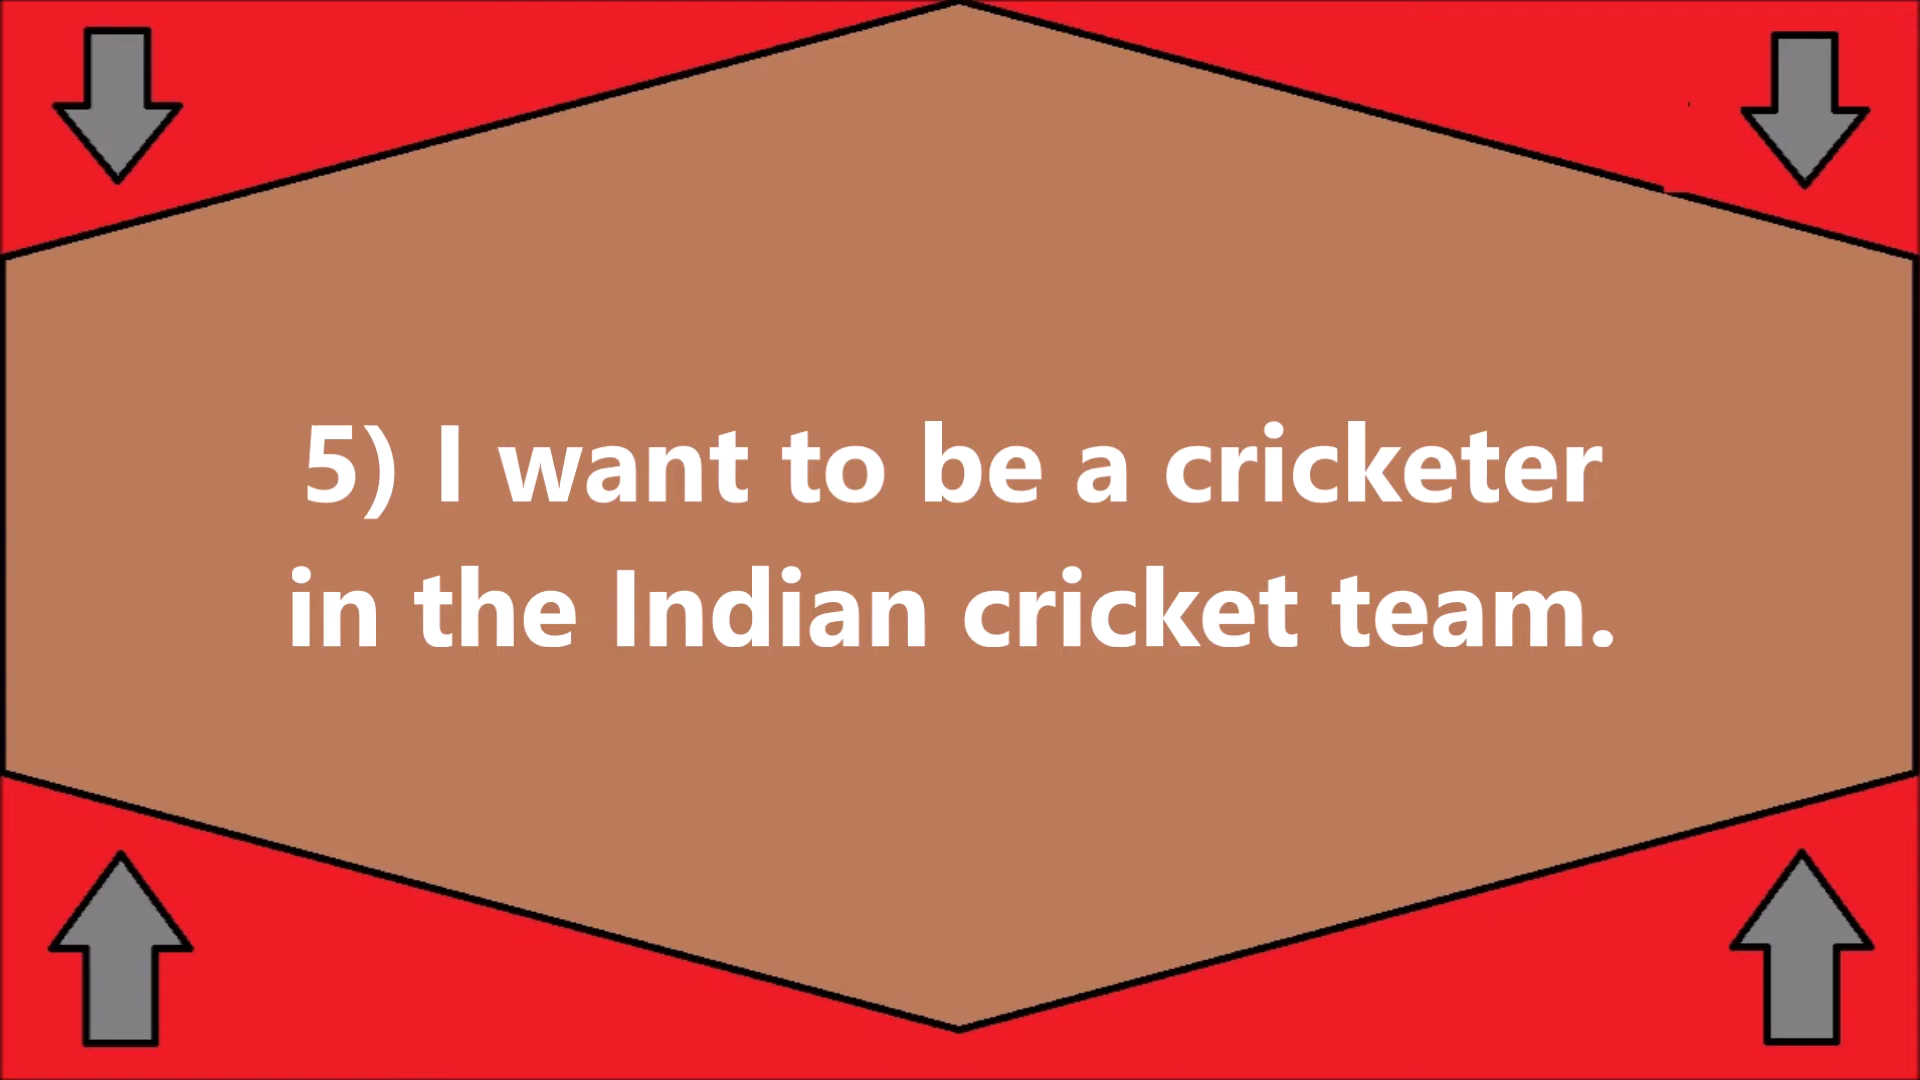 5) I want to be a cricketer
in the Indian cricket team.